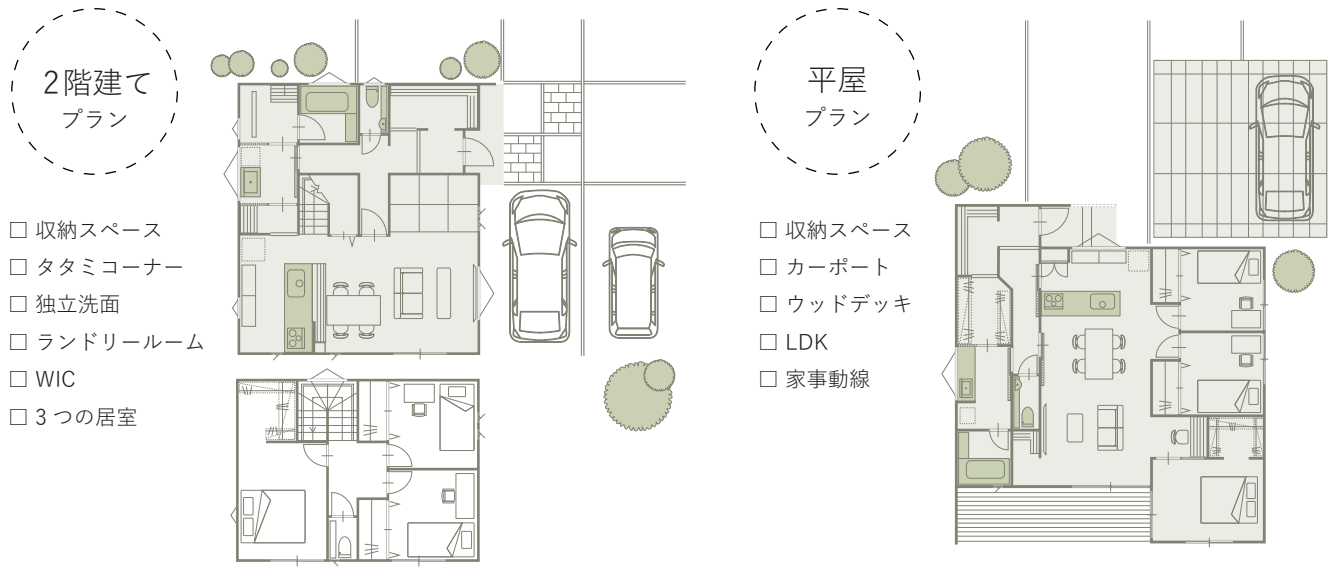 2階建て
プラン
□ 収納スペース
□ タタミコーナー
□ 独立洗面
□ ランドリールーム
□ WIC
□ 3つの居室
平屋
プラン
□ 収納スペース
□ カーポート
□ ウッドデッキ
□ LDK
□ 家事動線